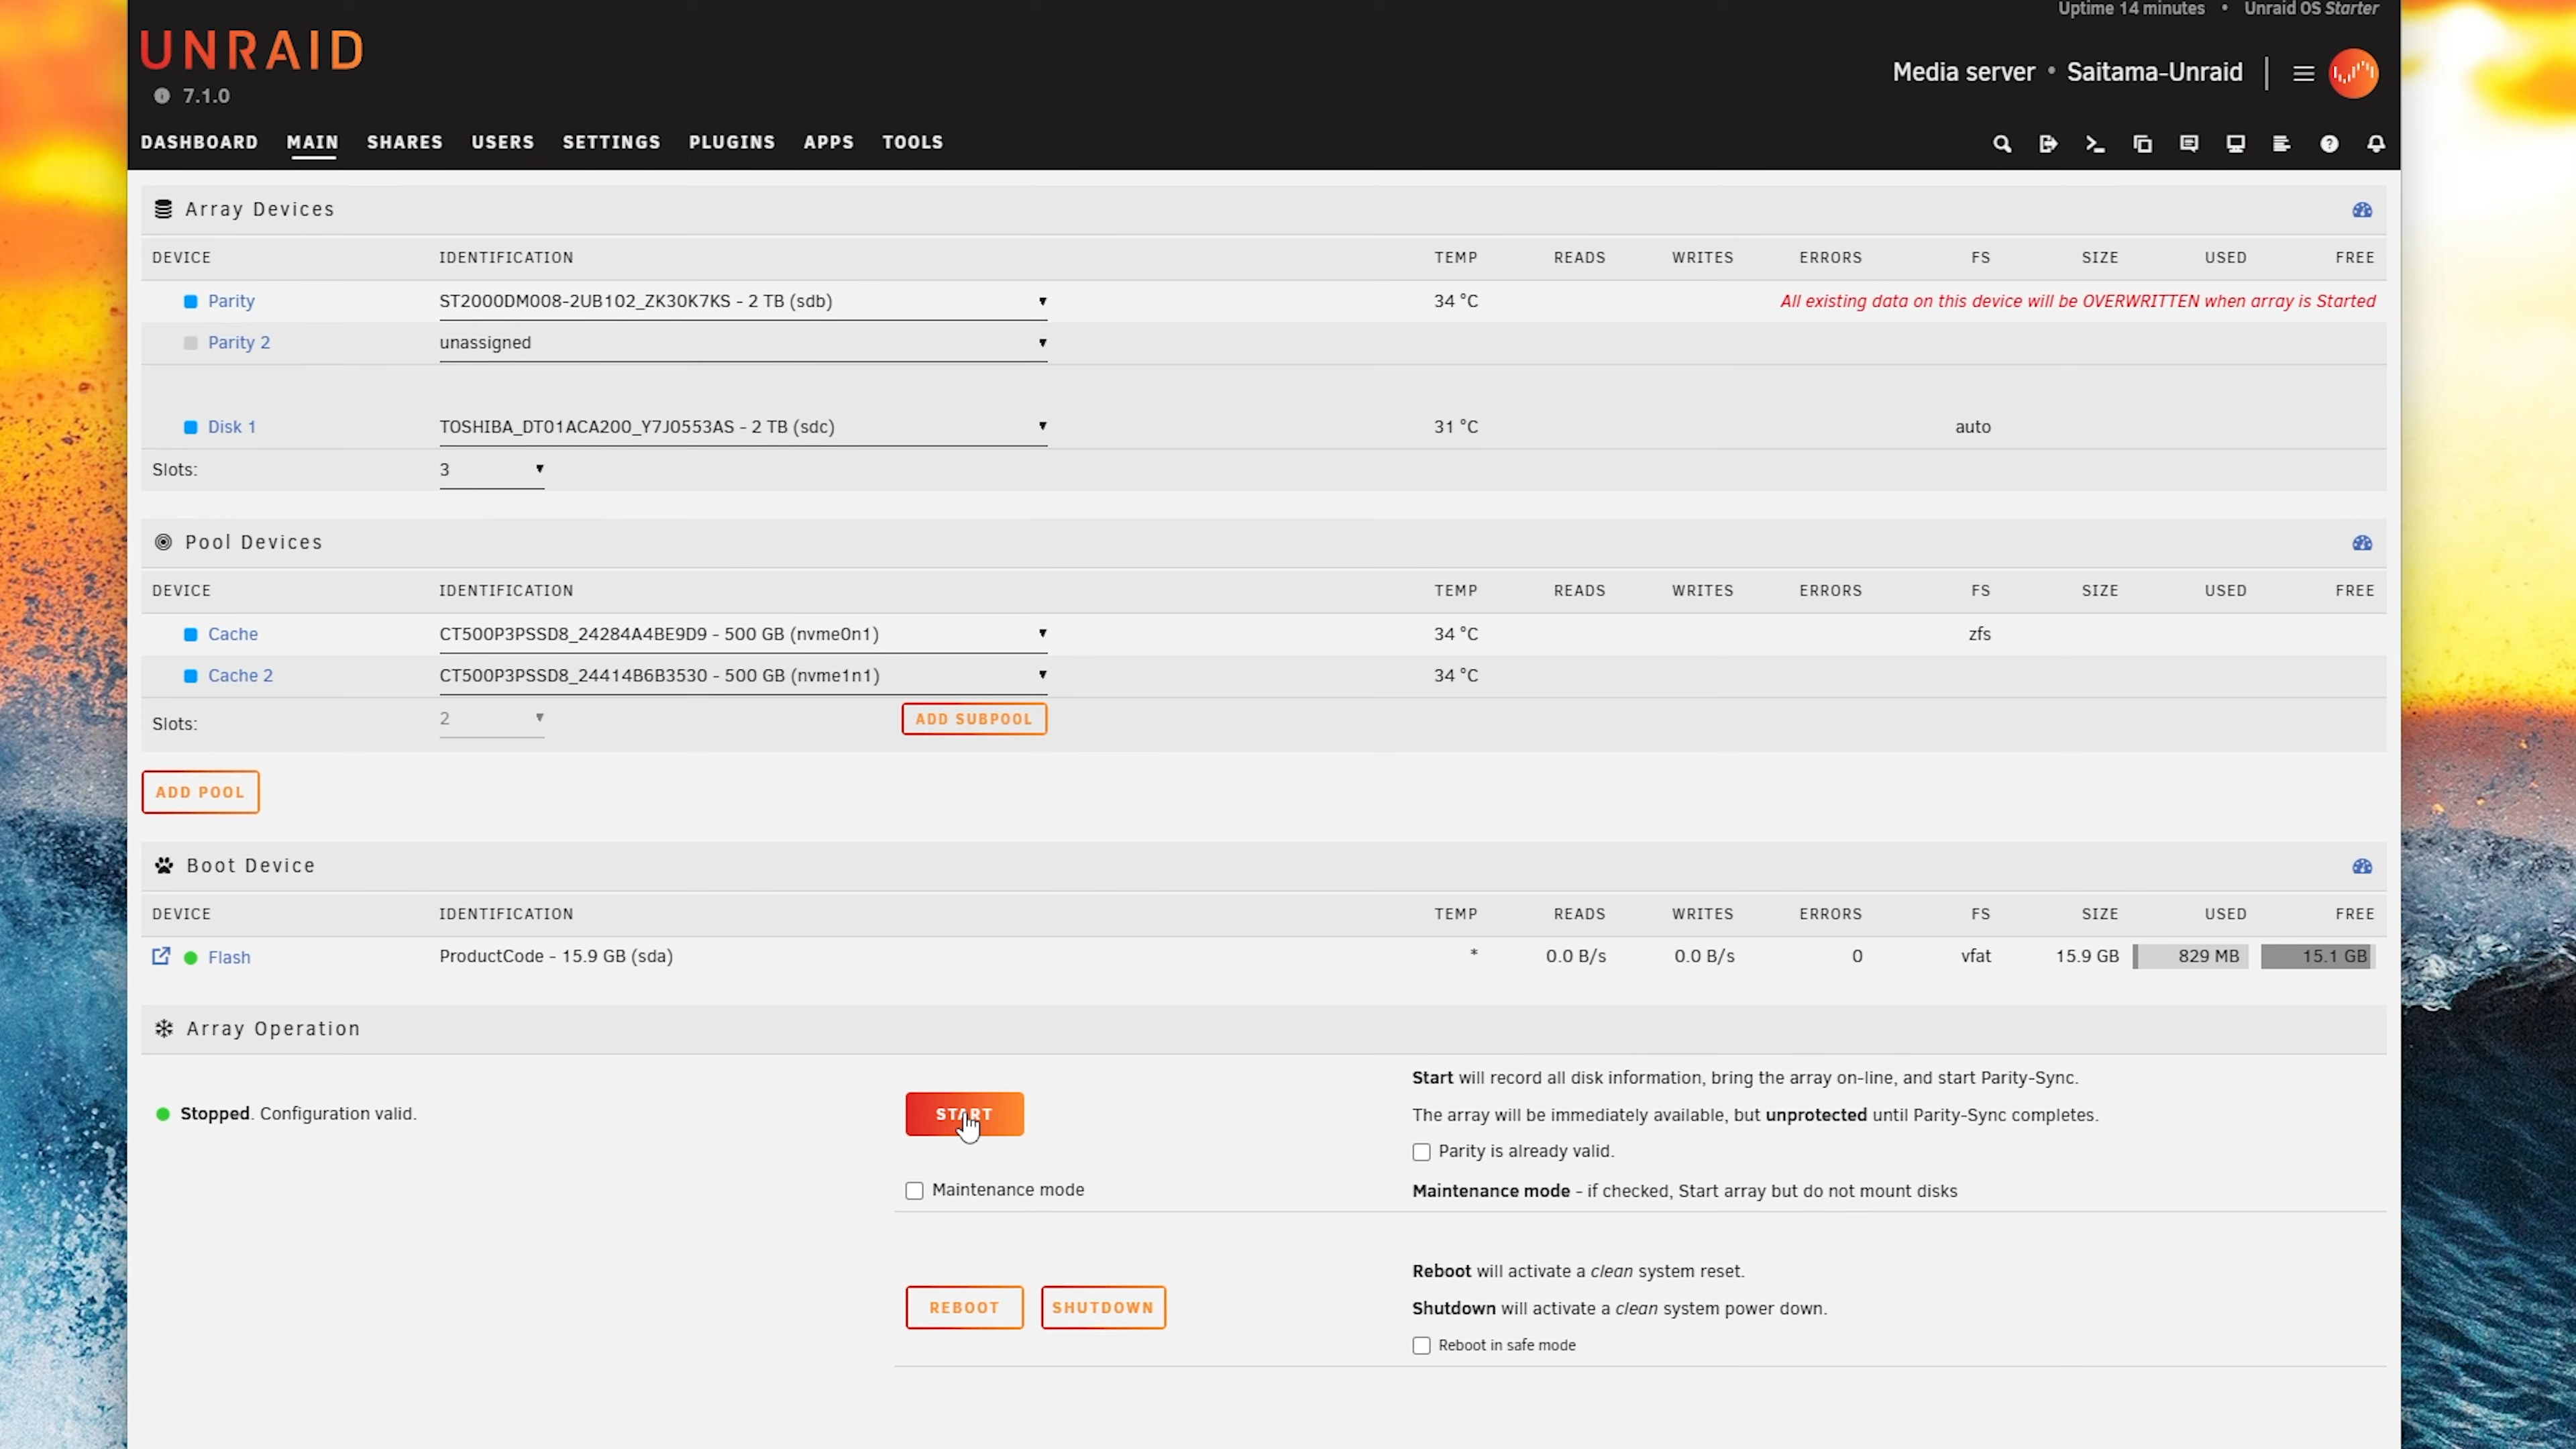 Uptime 14 minutes • Unraid OS Starter
UNRAID
7.1.0
Media server • Saitama-Unraid
DASHBOARD MAIN SHARES USERS SETTINGS PLUGINS APPS TOOLS
Array Devices
DEVICE IDENTIFICATION TEMP READS WRITES ERRORS FS SIZE USED FREE
Parity ST2000DM008-2UB102_ZK30K7KS - 2 TB (sdb) 34 °C All existing data on this device will be OVERWRITTEN when array is Started
Parity 2 unassigned
Disk 1 TOSHIBA_DT01ACA200_Y7J0553AS - 2 TB (sdc) 31 °C auto
Slots: 3
Pool Devices
DEVICE IDENTIFICATION TEMP READS WRITES ERRORS FS SIZE USED FREE
Cache CT500P3PSSD8_24284A4BE9D9 - 500 GB (nvme0n1) 34 °C zfs
Cache 2 CT500P3PSSD8_24414B6B3530 - 500 GB (nvme1n1) 34 °C
Slots: 2 ADD SUBPOOL
ADD POOL
Boot Device
DEVICE IDENTIFICATION TEMP READS WRITES ERRORS FS SIZE USED FREE
Flash ProductCode - 15.9 GB (sda) * 0.0 B/s 0.0 B/s 0 vfat 15.9 GB 829 MB 15.1 GB
Array Operation
Stopped. Configuration valid.
START
Start will record all disk information, bring the array on-line, and start Parity-Sync.
The array will be immediately available, but unprotected until Parity-Sync completes.
Parity is already valid.
Maintenance mode
Maintenance mode - if checked, Start array but do not mount disks
REBOOT SHUTDOWN
Reboot will activate a clean system reset.
Shutdown will activate a clean system power down.
Reboot in safe mode